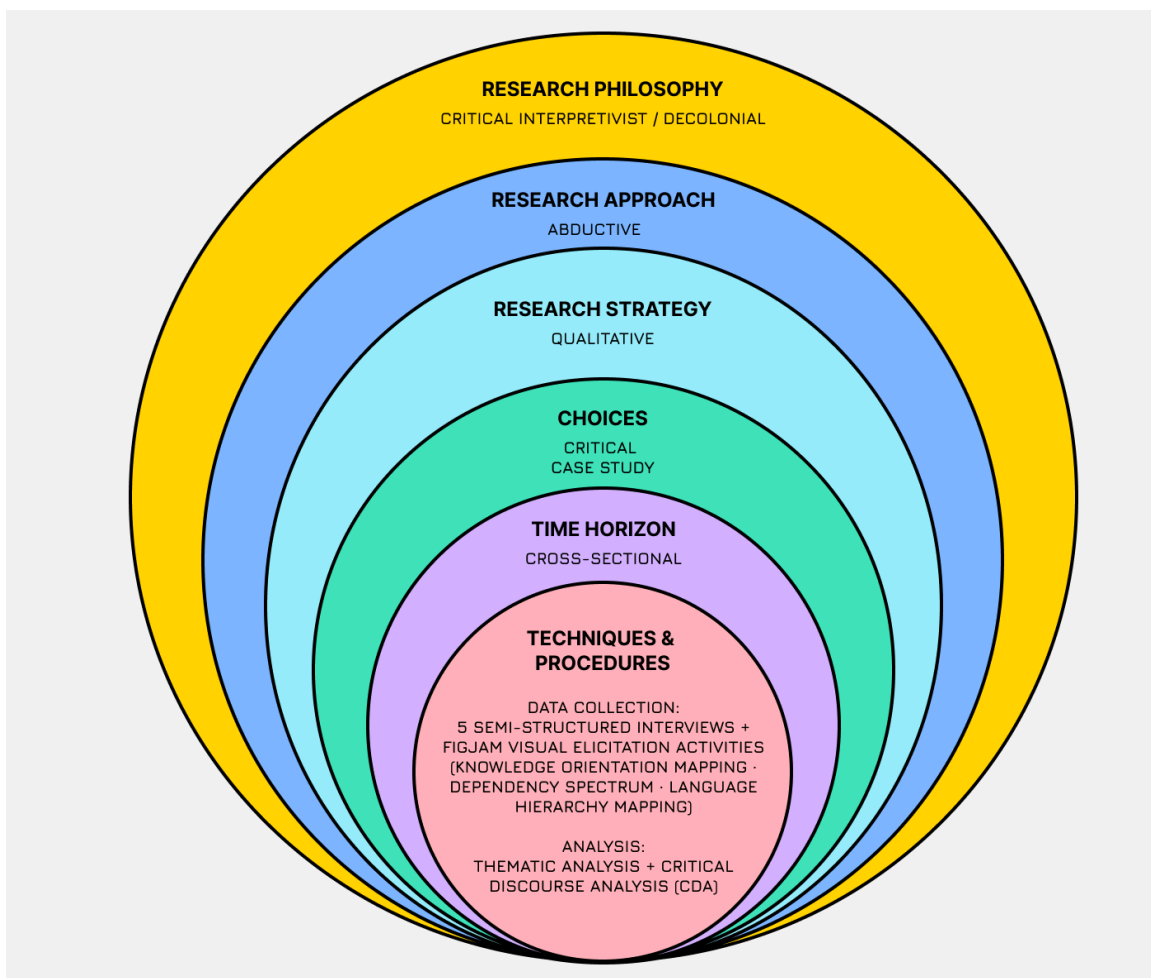 RESEARCH PHILOSOPHY
CRITICAL INTERPRETIVIST / DECOLONIAL
RESEARCH APPROACH
ABDUCTIVE
RESEARCH STRATEGY
QUALITATIVE
CHOICES
CRITICAL
CASE STUDY
TIME HORIZON
CROSS-SECTIONAL
TECHNIQUES &
PROCEDURES
DATA COLLECTION:
5 SEMI-STRUCTURED INTERVIEWS +
FIGJAM VISUAL ELICITATION ACTIVITIES
(KNOWLEDGE ORIENTATION MAPPING ·
DEPENDENCY SPECTRUM · LANGUAGE
HIERARCHY MAPPING)
ANALYSIS:
THEMATIC ANALYSIS + CRITICAL
DISCOURSE ANALYSIS (CDA)